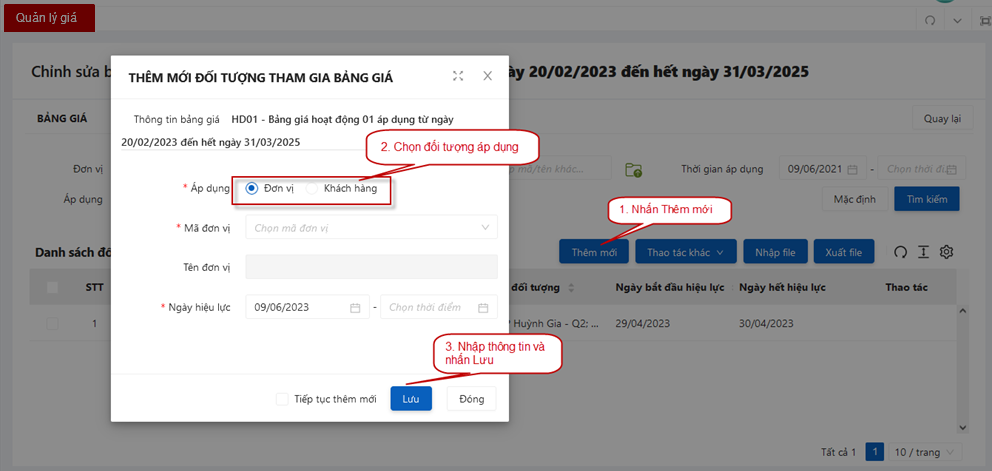 Quản lý giá
Chỉnh sửa b
ày 20/02/2023 đến hết ngày 31/03/2025
THÊM MỚI ĐỐI TƯỢNG THAM GIA BẢNG GIÁ
BẢNG GIÁ
Quay lại
Thông tin bảng giá HD01 - Bảng giá hoạt động 01 áp dụng từ ngày
20/02/2023 đến hết ngày 31/03/2025
2. Chọn đối tượng áp dụng
Đơn vị
p mã/tên khác...
Thời gian áp dụng
09/06/2021 - Chọn thời đi
* Áp dụng Đơn vị Khách hàng
Áp dụng
Mặc định
Tìm kiếm
1. Nhấn Thêm mới
* Mã đơn vị Chọn mã đơn vị
Danh sách đố
Thêm mới
Thao tác khác
Nhập file
Xuất file
Tên đơn vị
STT
đối tượng
Ngày bắt đầu hiệu lực
Ngày hết hiệu lực
Thao tác
* Ngày hiệu lực 09/06/2023 - Chọn thời điểm
1
Huỳnh Gia - Q2; ...
29/04/2023
30/04/2023
3. Nhập thông tin và
nhấn Lưu
Tiếp tục thêm mới
Lưu
Đóng
Tất cả 1
1
10 / trang